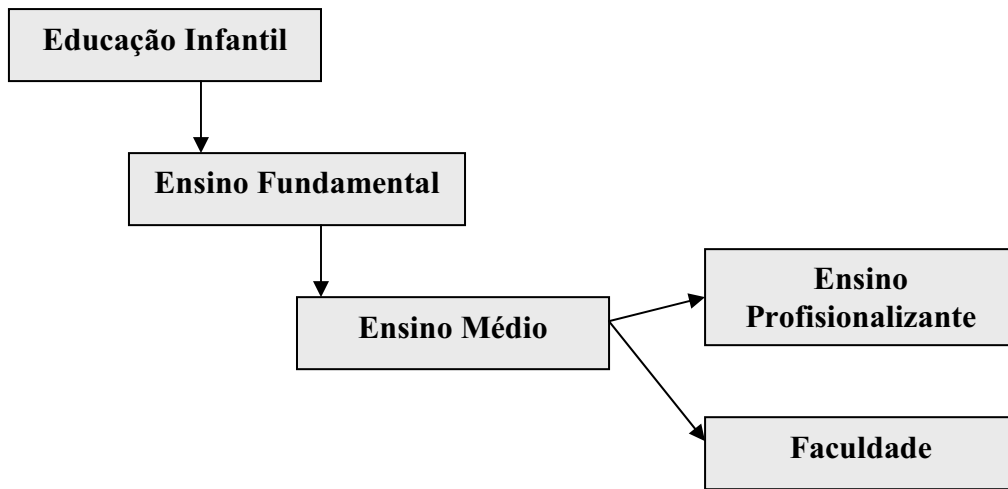 Educação Infantil
Ensino Fundamental
Ensino Médio
Ensino
Profisionalizante
Faculdade